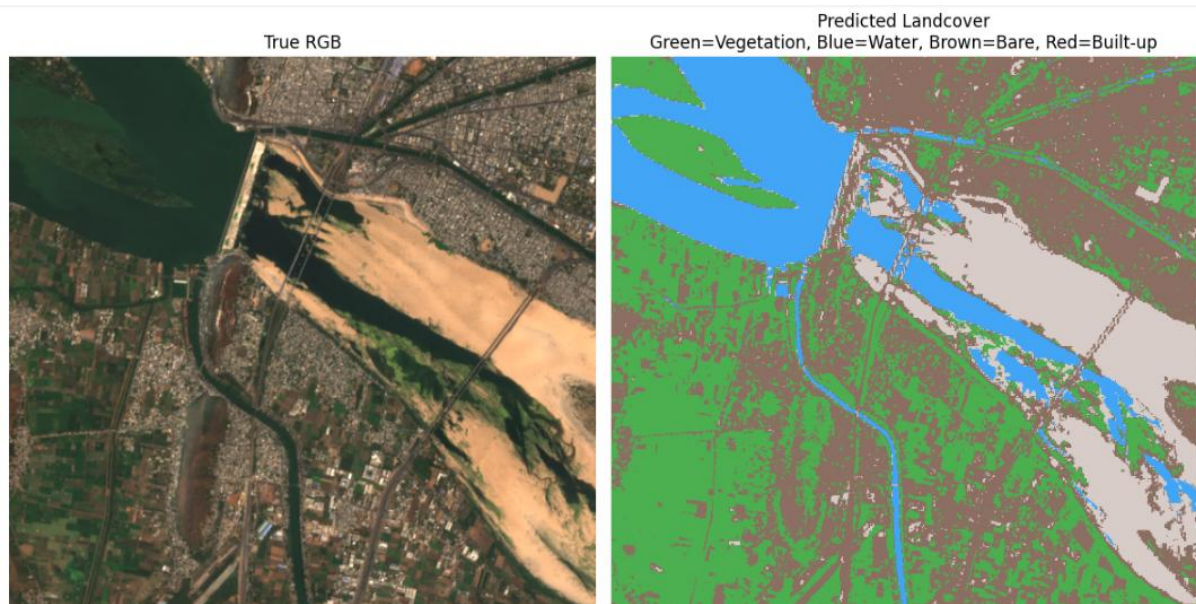 True RGB
Predicted Landcover
Green=Vegetation, Blue=Water, Brown=Bare, Red=Built-up